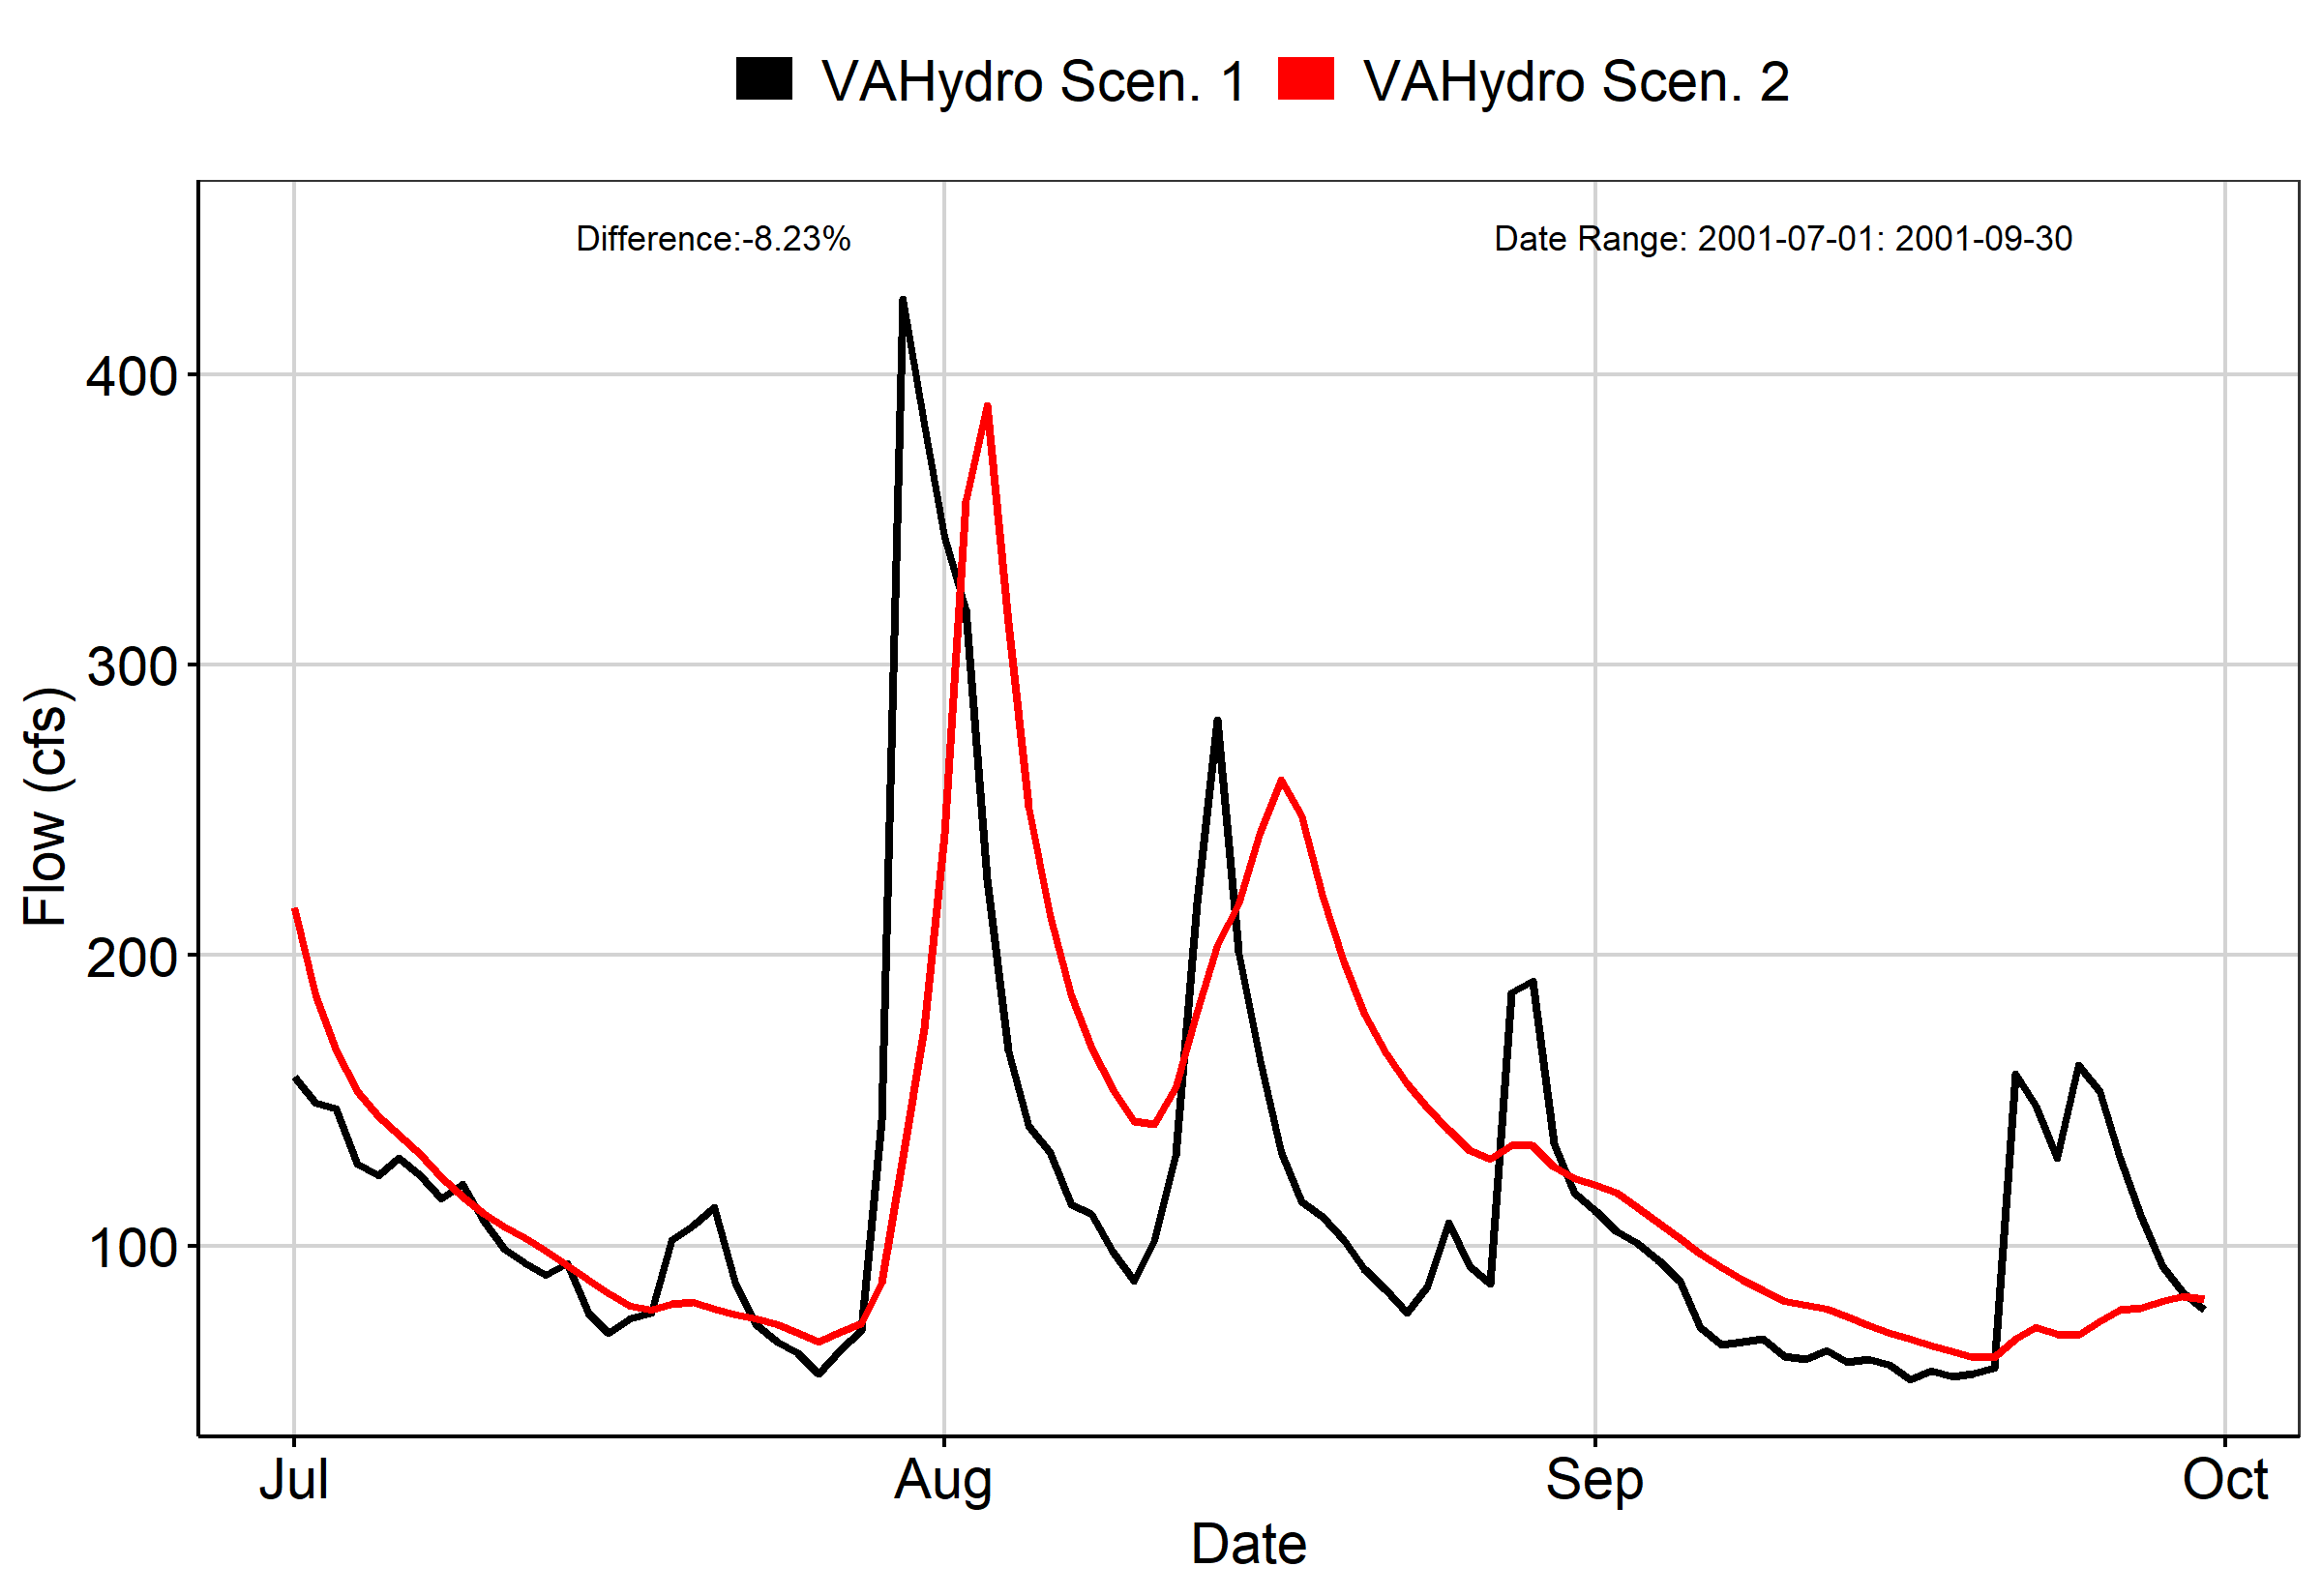 VAHydro Scen. 1 VAHydro Scen. 2
Difference:-8.23% Date Range: 2001-07-01: 2001-09-30
400
300
200
100
Flow (cfs)
Jul Aug Sep Oct
Date